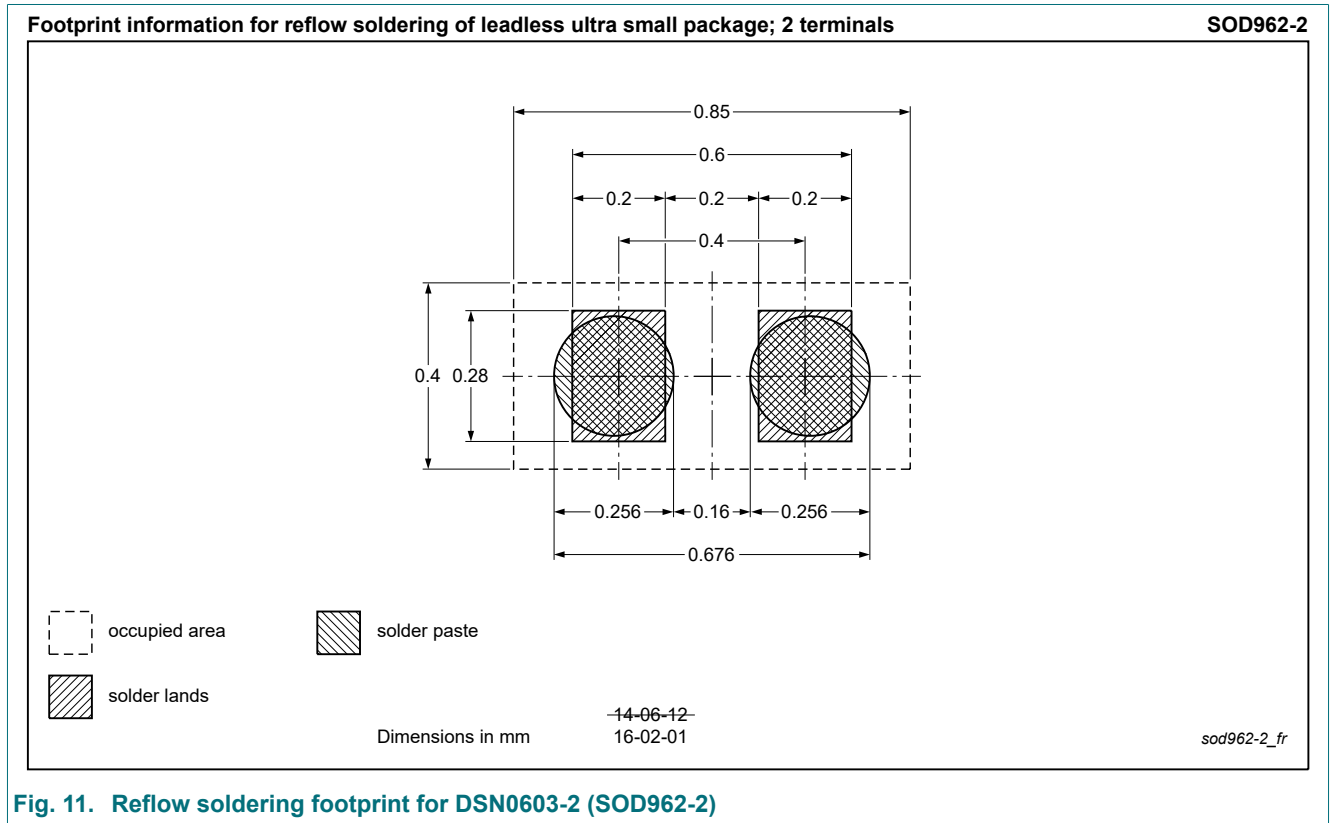 Footprint information for reflow soldering of leadless ultra small package; 2 terminals SOD962-2
0.85
0.6
0.2 0.2 0.2
0.4
0.4 0.28
0.256 0.16 0.256
0.676
occupied area solder paste
solder lands
14-06-12
Dimensions in mm 16-02-01 sod962-2_fr
Fig. 11. Reflow soldering footprint for DSN0603-2 (SOD962-2)